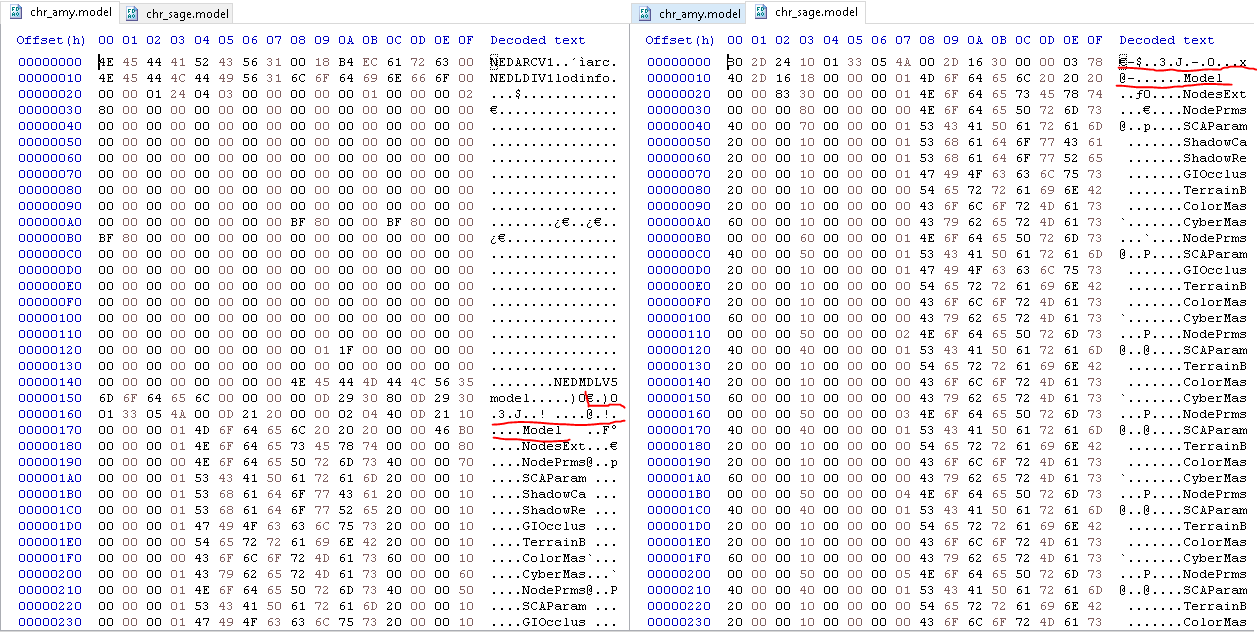 chr_amy.model chr_sage.model
Offset(h) 00 01 02 03 04 05 06 07 08 09 0A 0B 0C 0D 0E 0F Decoded text
00000000 4E 45 44 41 52 43 56 31 00 18 B4 EC 61 72 63 00 NEDARCV1..´ìarc.
00000010 4E 45 44 4C 44 49 56 31 6C 6F 64 69 6E 66 6F 00 NEDLDIV1lodinfo.
00000020 00 00 01 24 04 03 00 00 00 00 01 00 00 00 00 02 ...$............
00000030 80 00 00 00 00 00 00 00 00 00 00 00 00 00 00 00 €...............
00000040 00 00 00 00 00 00 00 00 00 00 00 00 00 00 00 00 ................
00000050 00 00 00 00 00 00 00 00 00 00 00 00 00 00 00 00 ................
00000060 00 00 00 00 00 00 00 00 00 00 00 00 00 00 00 00 ................
00000070 00 00 00 00 00 00 00 00 00 00 00 00 00 00 00 00 ................
00000080 00 00 00 00 00 00 00 00 00 00 00 00 00 00 00 00 ................
00000090 00 00 00 00 00 00 00 00 00 00 00 00 00 00 00 00 ................
000000A0 00 00 00 00 00 00 00 00 BF 80 00 00 BF 80 00 00 ........¿€..¿€..
000000B0 BF 80 00 00 00 00 00 00 00 00 00 00 00 00 00 00 ¿€..............
000000C0 00 00 00 00 00 00 00 00 00 00 00 00 00 00 00 00 ................
000000D0 00 00 00 00 00 00 00 00 00 00 00 00 00 00 00 00 ................
000000E0 00 00 00 00 00 00 00 00 00 00 00 00 00 00 00 00 ................
000000F0 00 00 00 00 00 00 00 00 00 00 00 00 00 00 00 00 ................
00000100 00 00 00 00 00 00 00 00 00 00 00 00 00 00 00 00 ................
00000110 00 00 00 00 00 00 00 00 00 00 00 00 00 00 00 00 ................
00000120 00 00 00 00 00 00 00 00 00 01 1F 00 00 00 00 00 ................
00000130 00 00 00 00 00 00 00 00 00 00 00 00 00 00 00 00 ................
00000140 00 00 00 00 00 00 00 00 4E 45 44 4D 44 4C 56 35 ........NEDMDLV5
00000150 6D 6F 64 65 6C 00 00 00 00 0D 29 30 80 0D 29 30 model.....)0€.)0
00000160 01 33 05 4A 00 0D 21 20 00 00 02 04 40 0D 21 10 .3.J..! ....@.!.
00000170 00 00 00 01 4D 6F 64 65 6C 20 20 20 00 00 46 B0 ....Model   ..F°
00000180 00 00 00 01 4E 6F 64 65 73 45 78 74 00 00 00 80 ....NodesExt...€
00000190 00 00 00 01 4E 6F 64 65 50 72 6D 73 40 00 00 70 ....NodePrms@..p
000001A0 00 00 00 01 53 43 41 50 61 72 61 6D 20 00 00 10 ....SCAParam ...
000001B0 00 00 00 01 53 68 61 64 6F 77 43 61 20 00 00 10 ....ShadowCa ...
000001C0 00 00 00 01 53 68 61 64 6F 77 52 65 20 00 00 10 ....ShadowRe ...
000001D0 00 00 00 01 47 49 4F 63 63 6C 75 73 20 00 00 10 ....GIOcclus ...
000001E0 00 00 00 00 54 65 72 72 61 69 6E 42 20 00 00 10 ....TerrainB ...
000001F0 00 00 00 00 43 6F 6C 6F 72 4D 61 73 60 00 00 10 ....ColorMas`...
00000200 00 00 00 01 43 79 62 65 72 4D 61 73 00 00 00 60 ....CyberMas...`
00000210 00 00 00 01 4E 6F 64 65 50 72 6D 73 40 00 00 50 ....NodePrms@..P
00000220 00 00 00 01 53 43 41 50 61 72 61 6D 20 00 00 10 ....SCAParam ...
00000230 00 00 00 01 47 49 4F 63 63 6C 75 73 20 00 00 10 ....GIOcclus ...
chr_amy.model chr_sage.model
Offset(h) 00 01 02 03 04 05 06 07 08 09 0A 0B 0C 0D 0E 0F Decoded text
00000000 80 2D 24 10 01 33 05 4A 00 2D 16 30 00 00 03 78 €-$..3.J.-.0...x
00000010 40 2D 16 18 00 00 00 01 4D 6F 64 65 6C 20 20 20 @-......Model
00000020 00 00 83 30 00 00 00 01 4E 6F 64 65 73 45 78 74 ..ƒ0....NodesExt
00000030 00 00 00 80 00 00 00 01 4E 6F 64 65 50 72 6D 73 ...€....NodePrms
00000040 40 00 00 70 00 00 00 01 53 43 41 50 61 72 61 6D @..p....SCAParam
00000050 20 00 00 10 00 00 00 01 53 68 61 64 6F 77 43 61  .......ShadowCa
00000060 20 00 00 10 00 00 00 01 53 68 61 64 6F 77 52 65  .......ShadowRe
00000070 20 00 00 10 00 00 00 01 47 49 4F 63 63 6C 75 73  .......GIOcclus
00000080 20 00 00 10 00 00 00 00 54 65 72 72 61 69 6E 42  .......TerrainB
00000090 20 00 00 10 00 00 00 01 43 6F 6C 6F 72 4D 61 73  .......ColorMas
000000A0 60 00 00 10 00 00 00 01 43 79 62 65 72 4D 61 73 `.......CyberMas
000000B0 00 00 00 60 00 00 00 01 4E 6F 64 65 50 72 6D 73 ...`....NodePrms
000000C0 40 00 00 50 00 00 00 01 53 43 41 50 61 72 61 6D @..P....SCAParam
000000D0 20 00 00 10 00 00 00 01 47 49 4F 63 63 6C 75 73  .......GIOcclus
000000E0 20 00 00 10 00 00 00 01 54 65 72 72 61 69 6E 42  .......TerrainB
000000F0 20 00 00 10 00 00 00 01 43 6F 6C 6F 72 4D 61 73  .......ColorMas
00000100 60 00 00 10 00 00 00 01 43 79 62 65 72 4D 61 73 `.......CyberMas
00000110 00 00 00 50 00 00 00 02 4E 6F 64 65 50 72 6D 73 ...P....NodePrms
00000120 40 00 00 40 00 00 00 01 53 43 41 50 61 72 61 6D @..@....SCAParam
00000130 20 00 00 10 00 00 00 01 54 65 72 72 61 69 6E 42  .......TerrainB
00000140 20 00 00 10 00 00 00 01 43 6F 6C 6F 72 4D 61 73  .......ColorMas
00000150 60 00 00 10 00 00 00 01 43 79 62 65 72 4D 61 73 `.......CyberMas
00000160 00 00 00 50 00 00 00 03 4E 6F 64 65 50 72 6D 73 ...P....NodePrms
00000170 40 00 00 40 00 00 00 01 53 43 41 50 61 72 61 6D @..@....SCAParam
00000180 20 00 00 10 00 00 00 01 54 65 72 72 61 69 6E 42  .......TerrainB
00000190 20 00 00 10 00 00 00 01 43 6F 6C 6F 72 4D 61 73  .......ColorMas
000001A0 60 00 00 10 00 00 00 01 43 79 62 65 72 4D 61 73 `.......CyberMas
000001B0 00 00 00 50 00 00 00 04 4E 6F 64 65 50 72 6D 73 ...P....NodePrms
000001C0 40 00 00 40 00 00 00 01 53 43 41 50 61 72 61 6D @..@....SCAParam
000001D0 20 00 00 10 00 00 00 01 54 65 72 72 61 69 6E 42  .......TerrainB
000001E0 20 00 00 10 00 00 00 01 43 6F 6C 6F 72 4D 61 73  .......ColorMas
000001F0 60 00 00 10 00 00 00 01 43 79 62 65 72 4D 61 73 `.......CyberMas
00000200 00 00 00 50 00 00 00 05 4E 6F 64 65 50 72 6D 73 ...P....NodePrms
00000210 40 00 00 40 00 00 00 01 53 43 41 50 61 72 61 6D @..@....SCAParam
00000220 20 00 00 10 00 00 00 01 54 65 72 72 61 69 6E 42  .......TerrainB
00000230 20 00 00 10 00 00 00 01 43 6F 6C 6F 72 4D 61 73  .......ColorMas